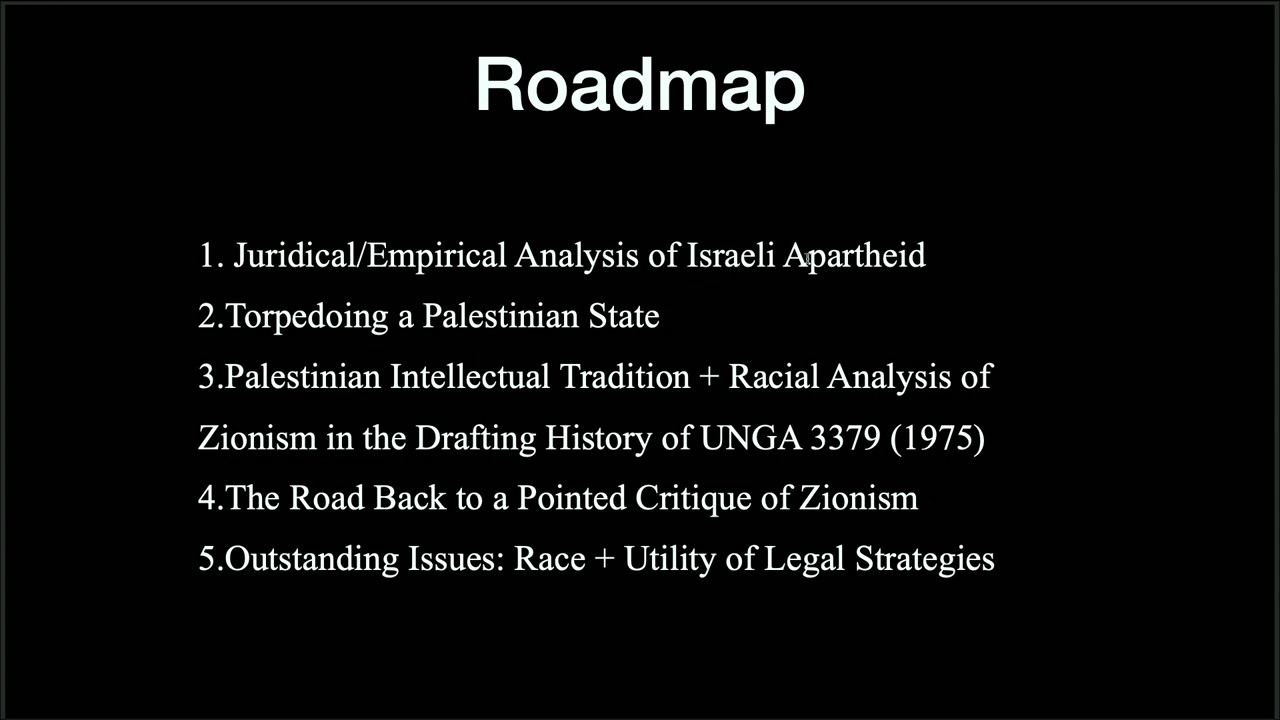 Roadmap
1. Juridical/Empirical Analysis of Israeli Apartheid
2.Torpedoing a Palestinian State
3.Palestinian Intellectual Tradition + Racial Analysis of
Zionism in the Drafting History of UNGA 3379 (1975)
4.The Road Back to a Pointed Critique of Zionism
5.Outstanding Issues: Race + Utility of Legal Strategies